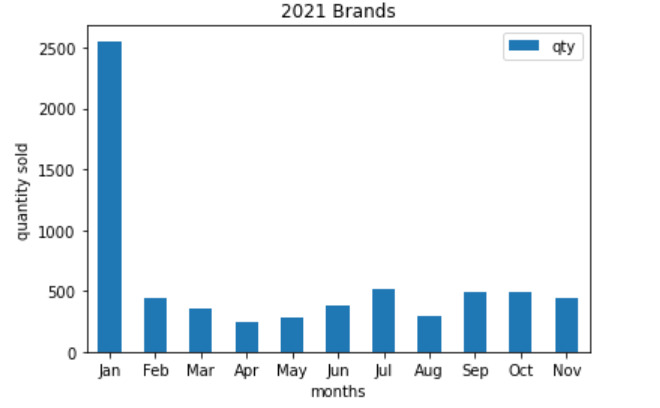 2021 Brands
qty
2500
2000
1500
1000
500
0
quantity sold
Jan Feb Mar Apr May Jun Jul Aug Sep Oct Nov
months